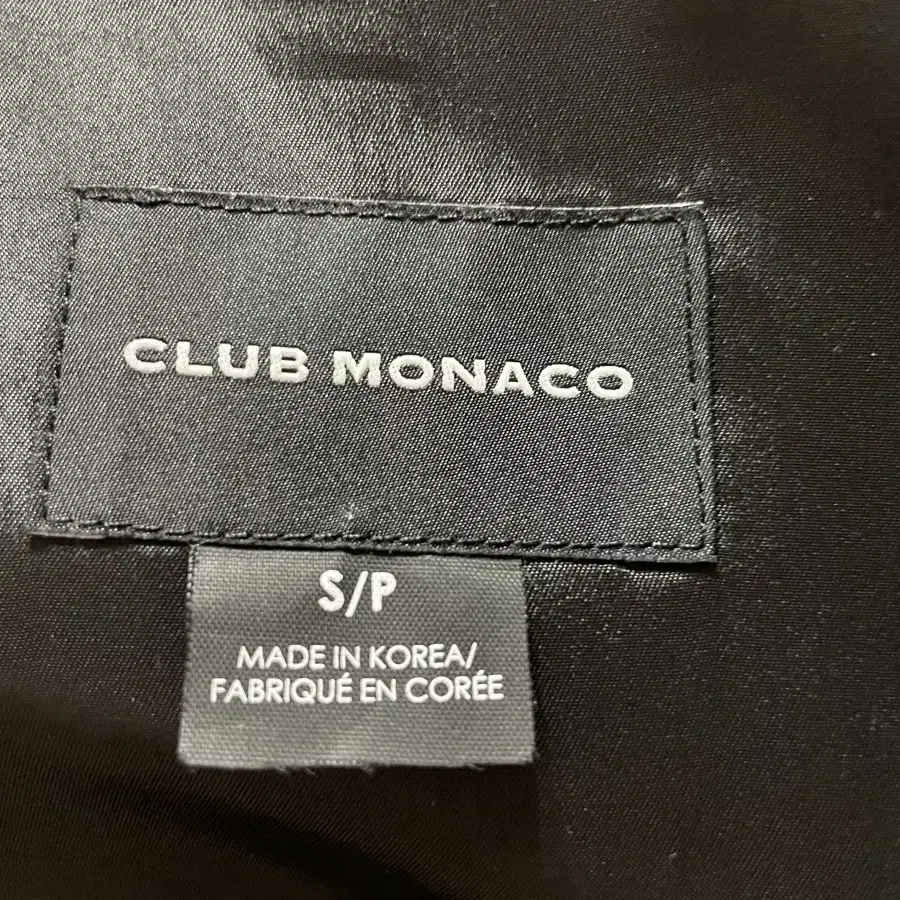 CLUB MONACO
S/P
MADE IN KOREA/
FABRIQUÉ EN CORÉE